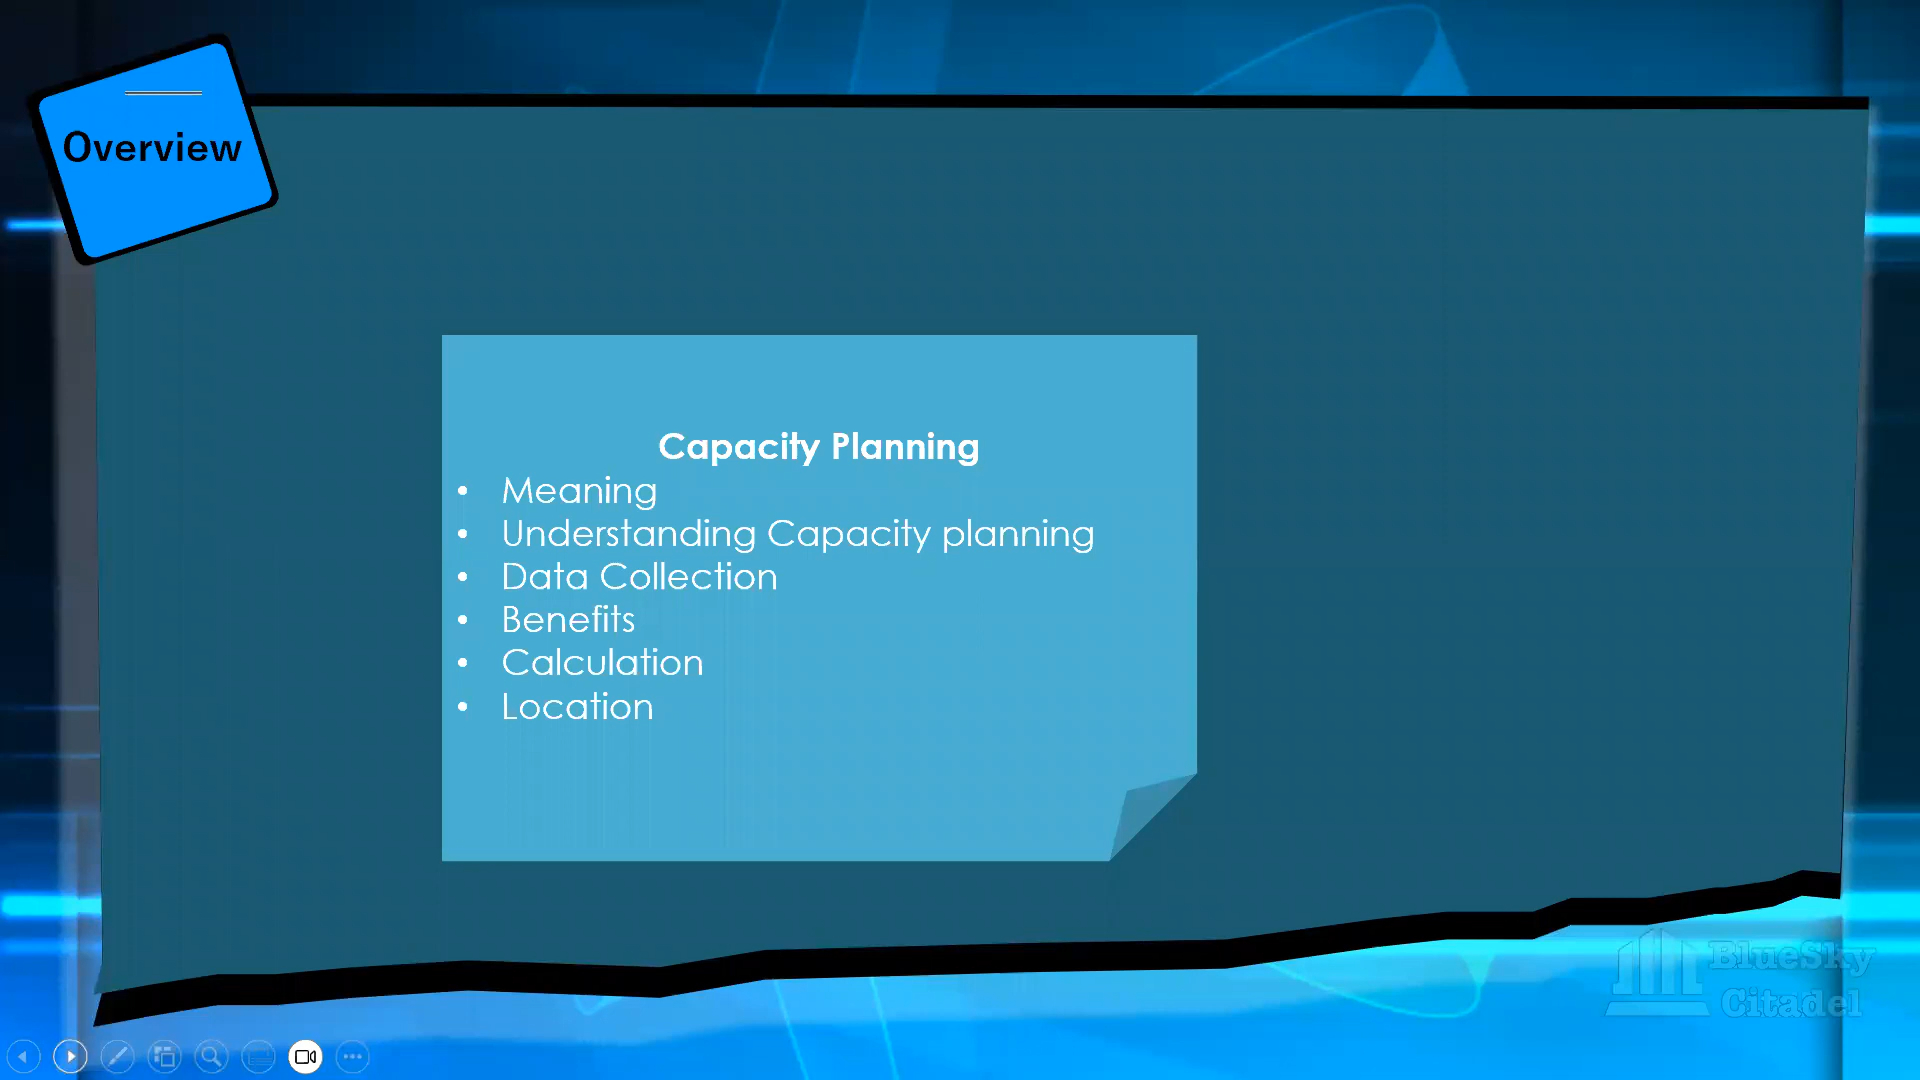 Overview
Capacity Planning
• Meaning
• Understanding Capacity planning
• Data Collection
• Benefits
• Calculation
• Location
BlueSky
Citadel